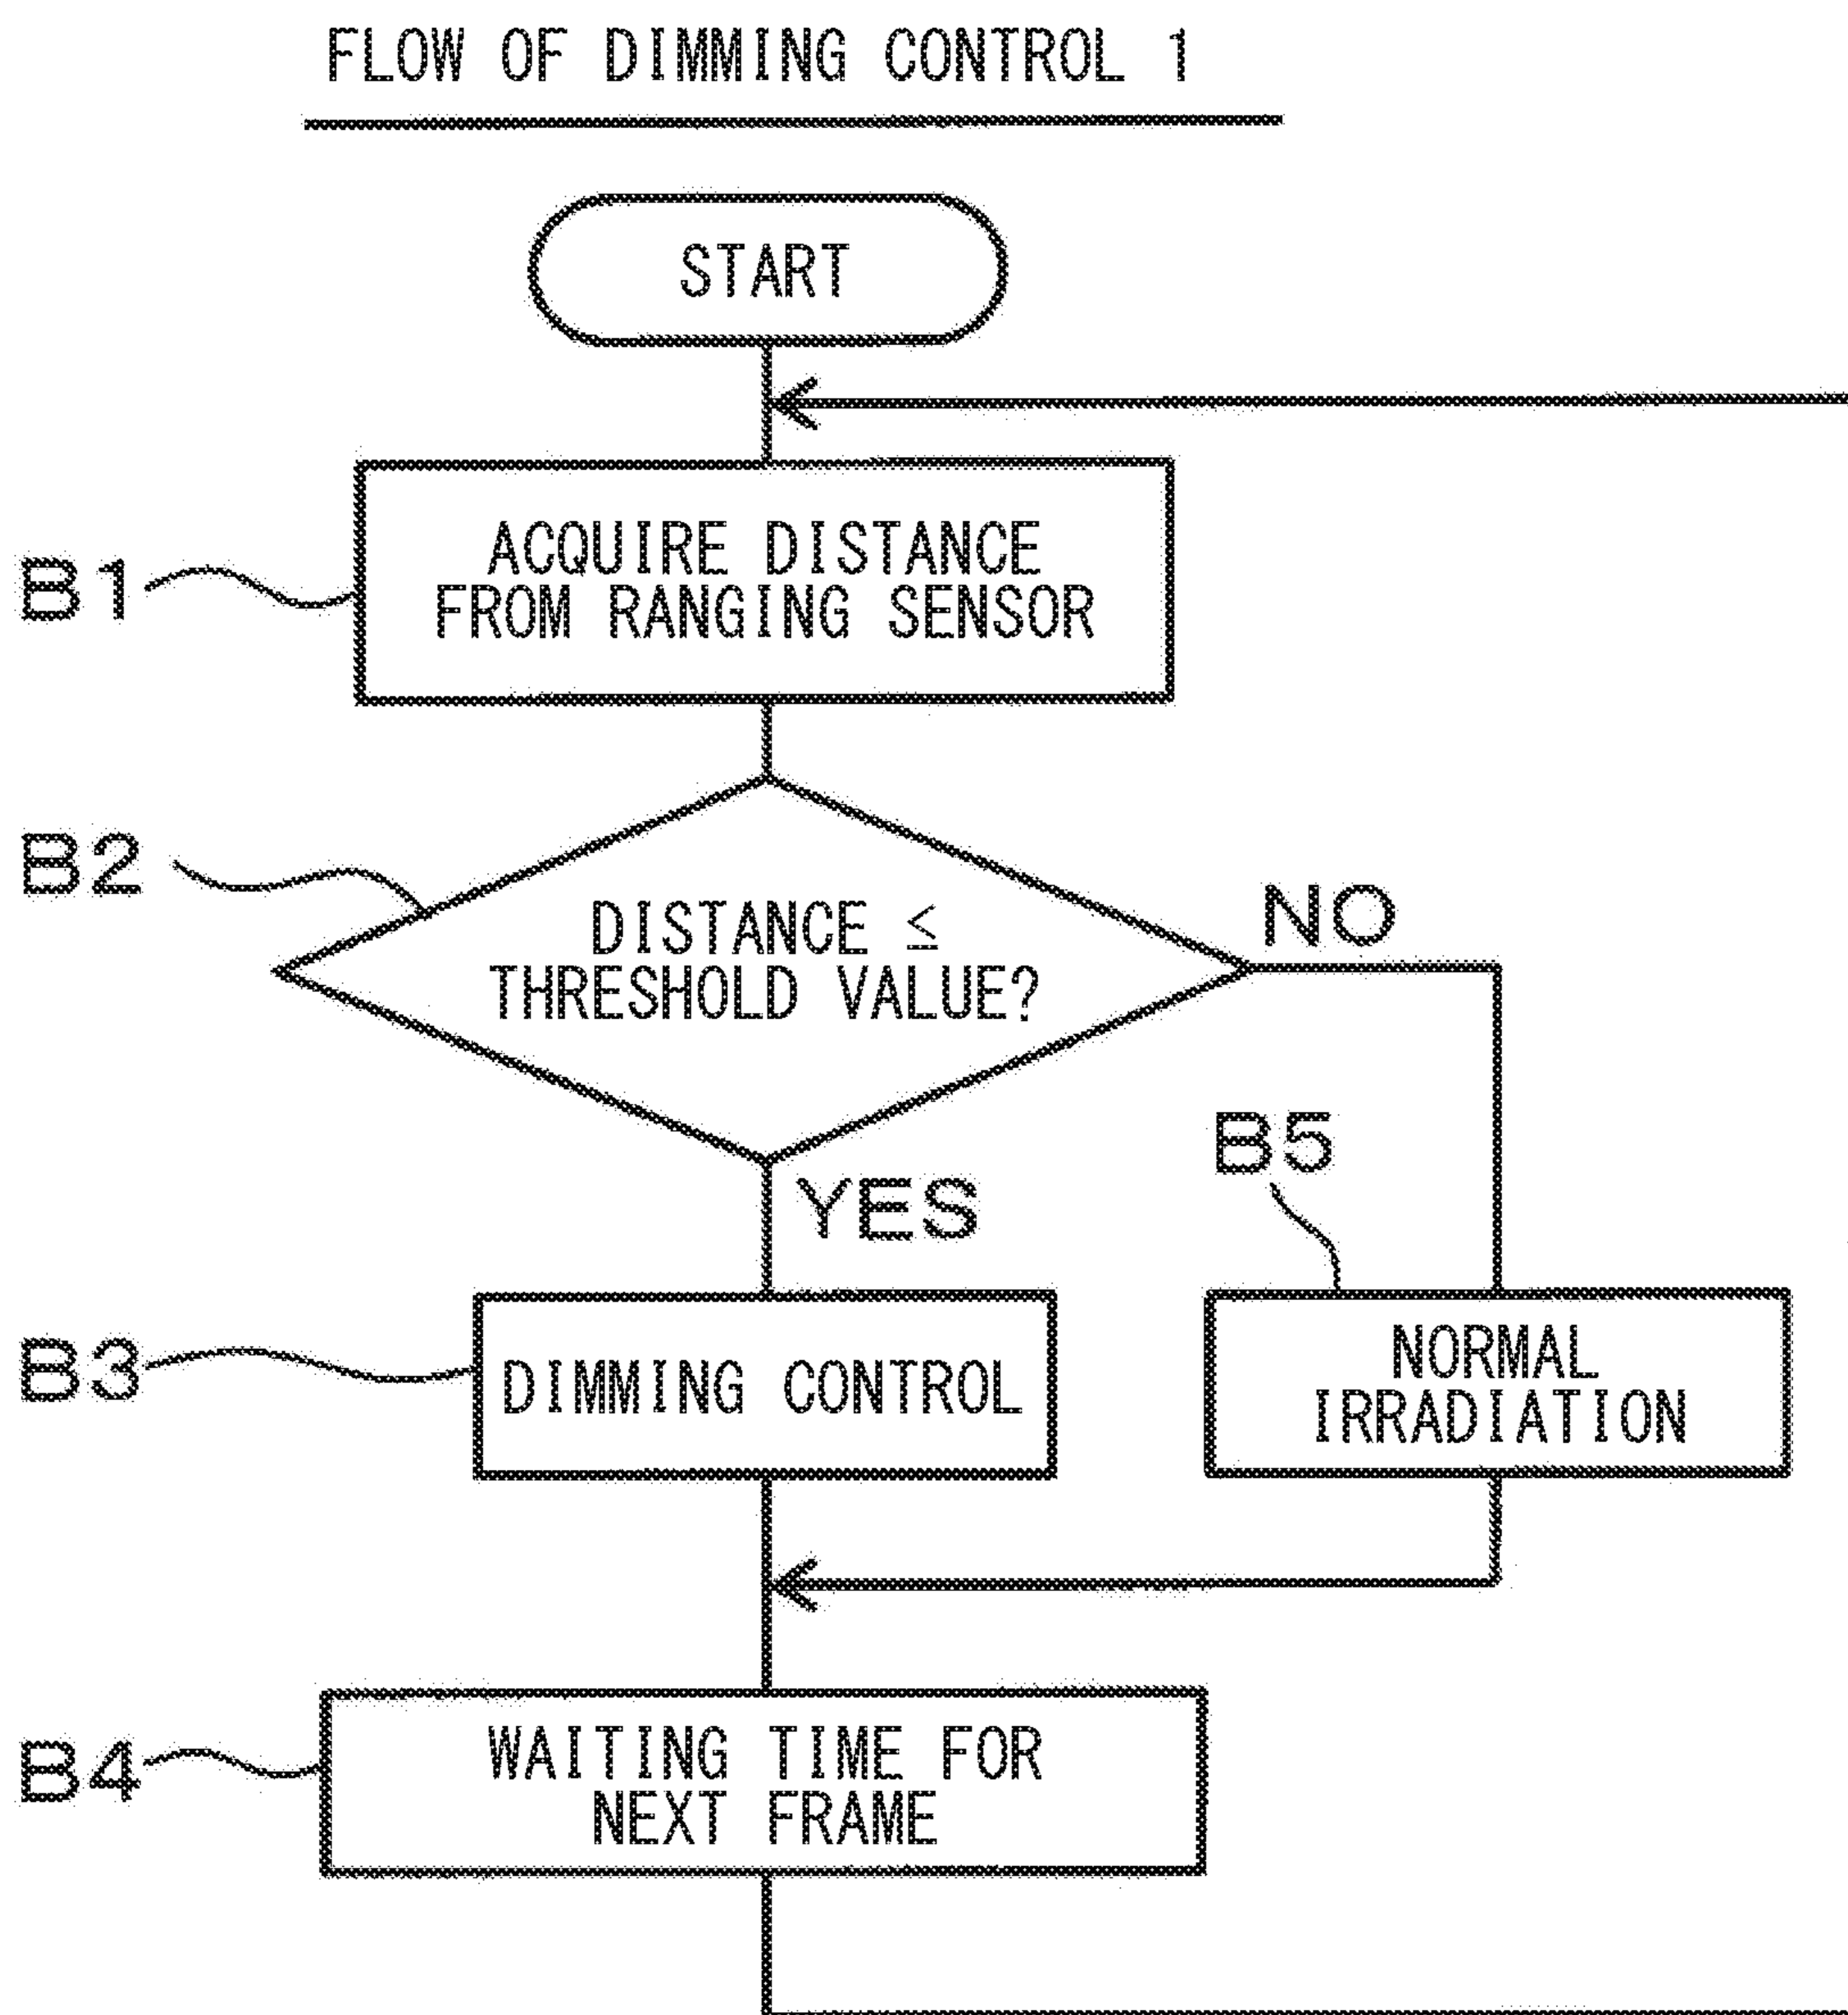 FLOW OF DIMMING CONTROL 1
START
B1
ACQUIRE DISTANCE
FROM RANGING SENSOR
B2
DISTANCE ≤
THRESHOLD VALUE?
NO
YES
B5
B3
DIMMING CONTROL
NORMAL
IRRADIATION
B4
WAITING TIME FOR
NEXT FRAME